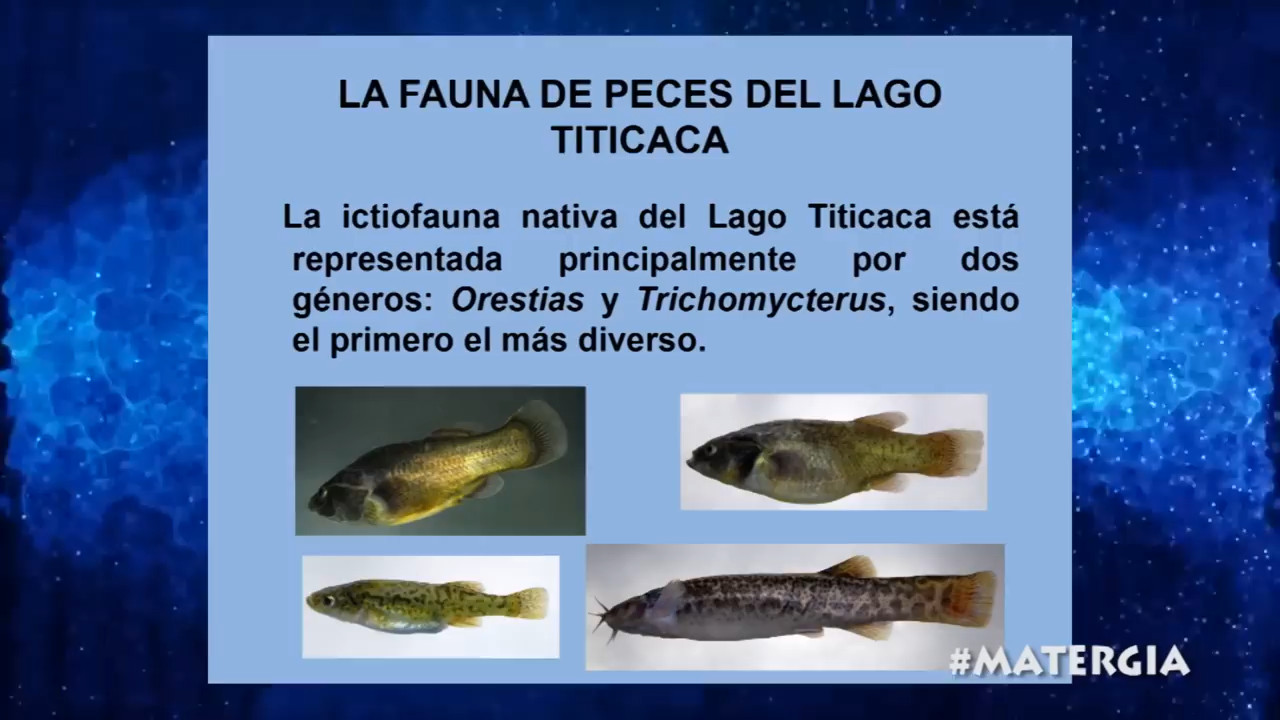 LA FAUNA DE PECES DEL LAGO
TITICACA
La ictiofauna nativa del Lago Titicaca está
representada principalmente por dos
géneros: Orestias y Trichomycterus, siendo
el primero el más diverso.
#MATERGIA